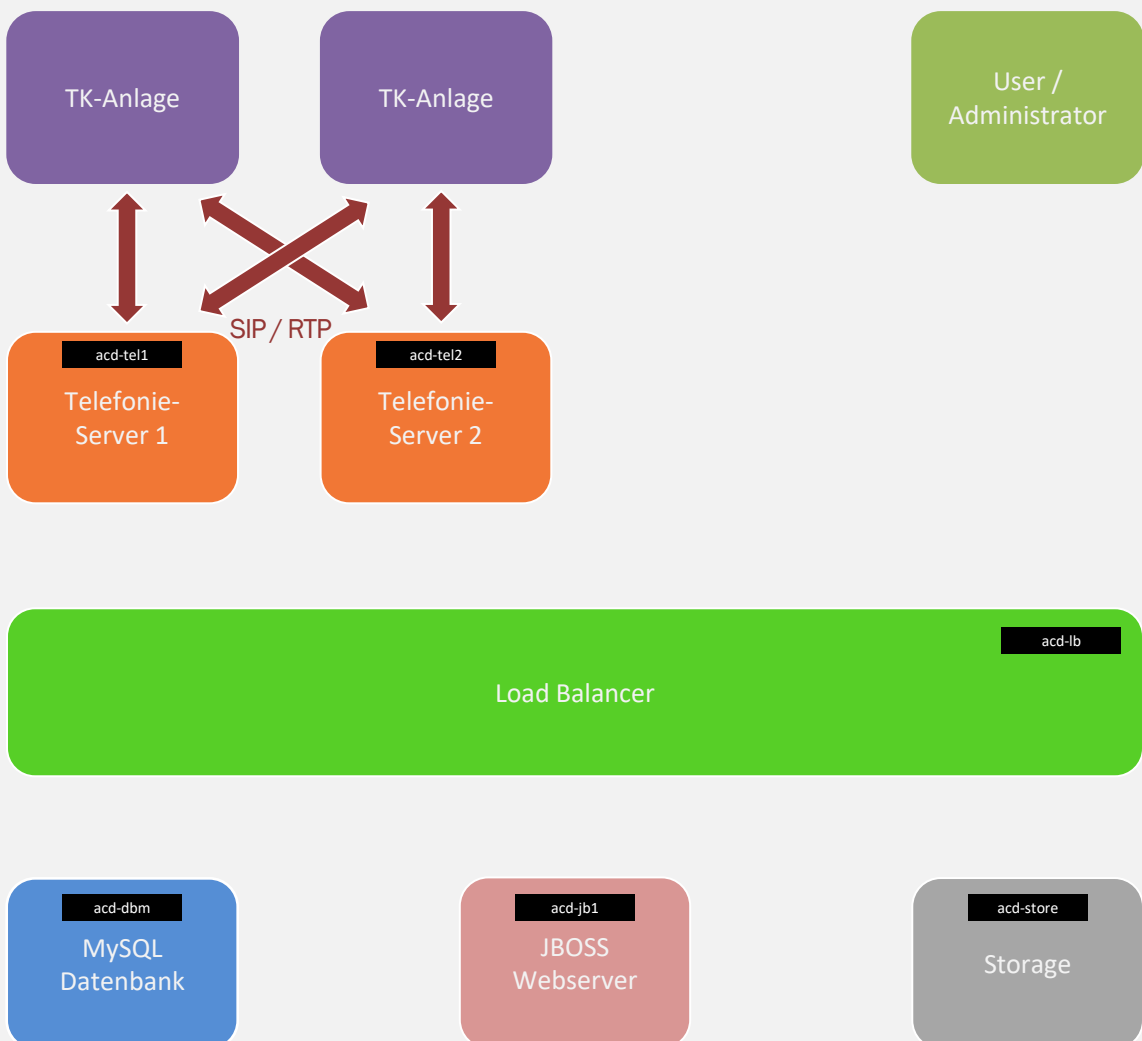 TK-Anlage
TK-Anlage
User /
Administrator
SIP / RTP
acd-tel1
Telefonie-
Server 1
acd-tel2
Telefonie-
Server 2
acd-lb
Load Balancer
acd-dbm
MySQL
Datenbank
acd-jb1
JBOSS
Webserver
acd-store
Storage